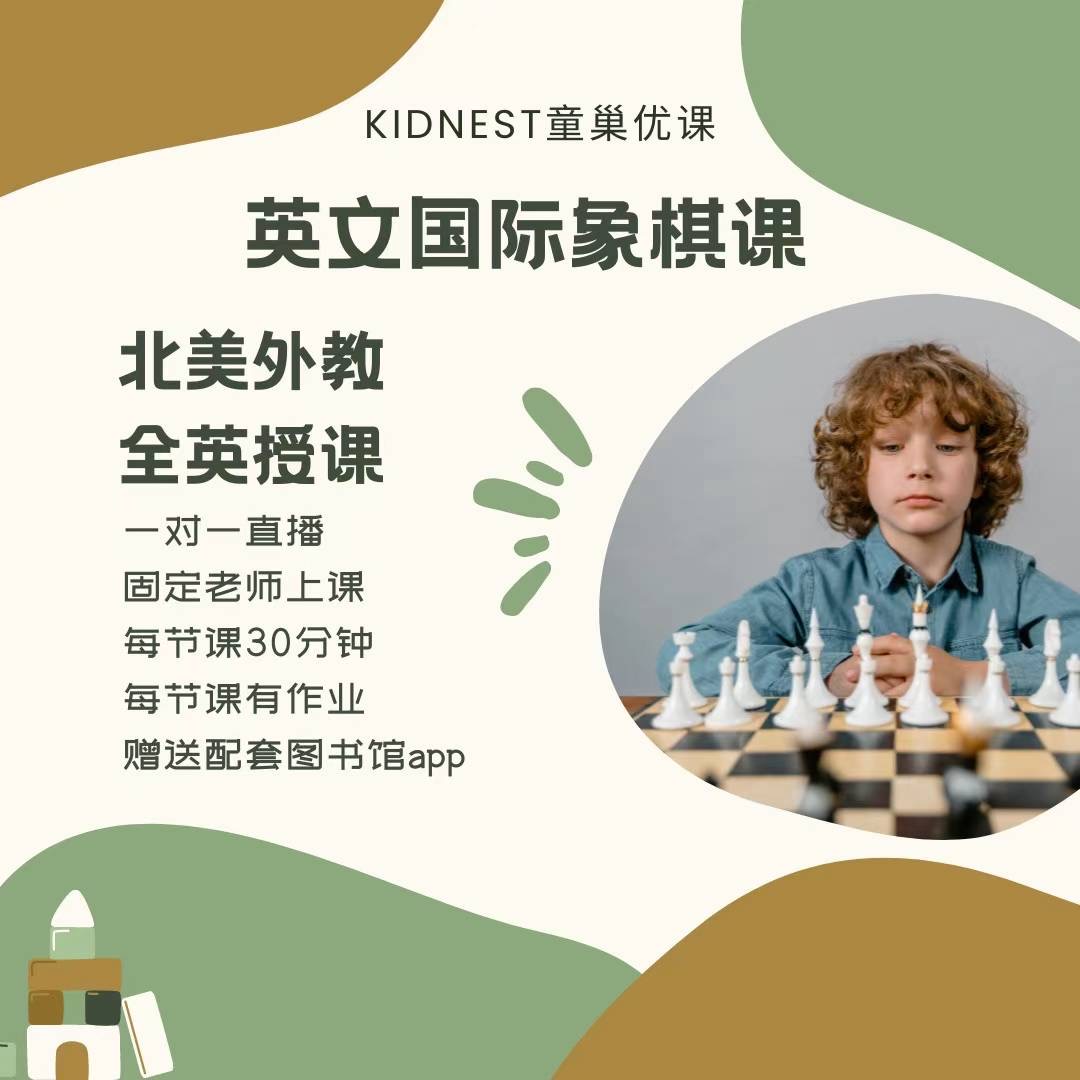 KIDNEST童巢优课
英文国际象棋课
北美外教
全英授课
一对一直播
固定老师上课
每节课30分钟
每节课有作业
赠送配套图书馆app